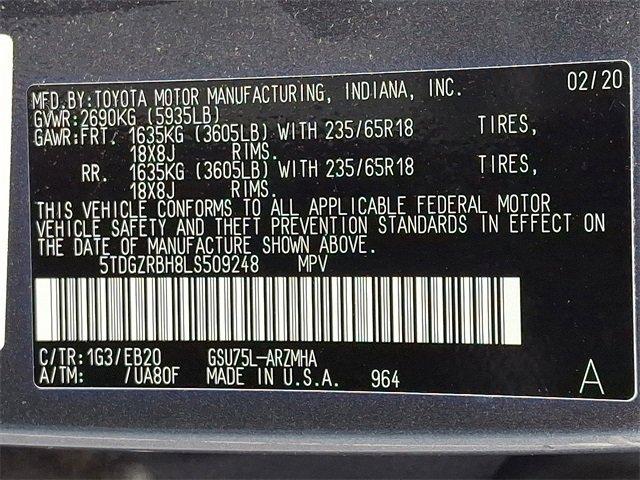 MFD.BY:TOYOTA MOTOR MANUFACTURING, INDIANA, INC. 02/20
GVWR:2690KG (5935LB)
GAWR:FRT. 1635KG (3605LB) WITH 235/65R18 TIRES,
18X8J RIMS.
RR. 1635KG (3605LB) WITH 235/65R18 TIRES,
18X8J RIMS.
THIS VEHICLE CONFORMS TO ALL APPLICABLE FEDERAL MOTOR
VEHICLE SAFETY AND THEFT PREVENTION STANDARDS IN EFFECT ON
THE DATE OF MANUFACTURE SHOWN ABOVE.
5TDGZRBH8LS509248 MPV
C/TR:1G3/EB20 GSU75L-ARZMHA
A/TM: /UA80F MADE IN U.S.A. 964 A